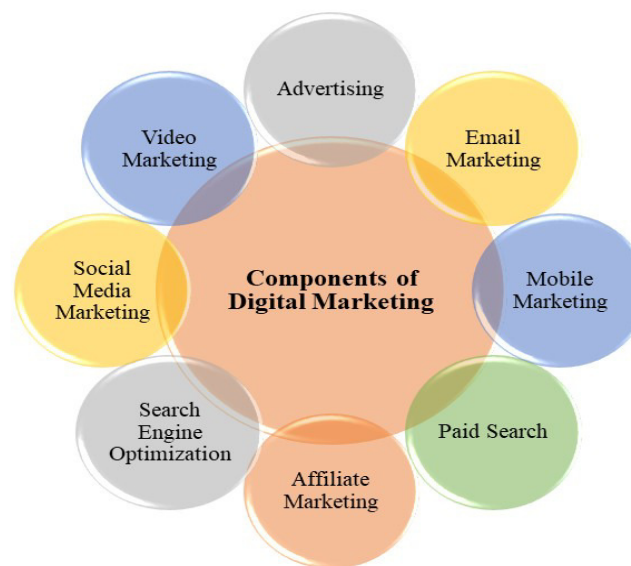 Advertising
Email
Marketing
Mobile
Marketing
Paid Search
Affiliate
Marketing
Search
Engine
Optimization
Social
Media
Marketing
Video
Marketing
Components of
Digital Marketing